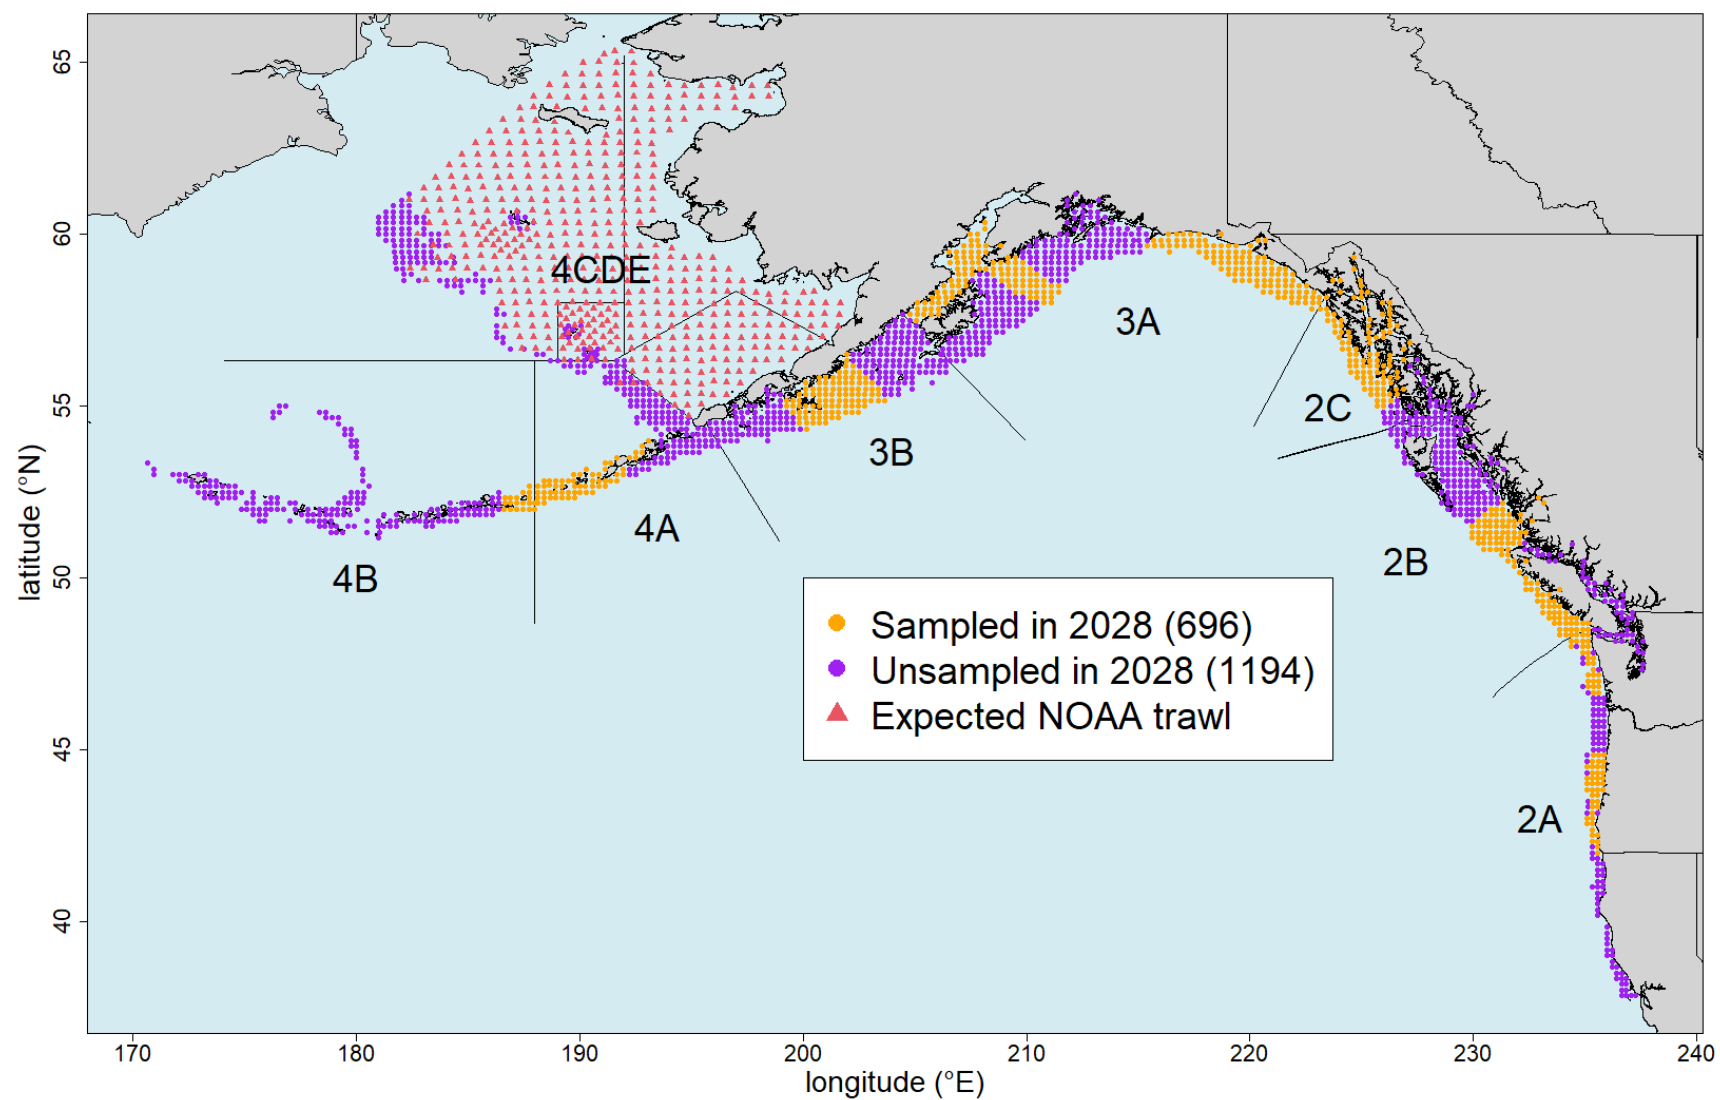 65
60
55
50
45
40
latitude (°N)
4CDE
3A
2C
3B
4A
2B
4B
Sampled in 2028 (696)
Unsampled in 2028 (1194)
Expected NOAA trawl
2A
170
180
190
200
210
220
230
240
longitude (°E)